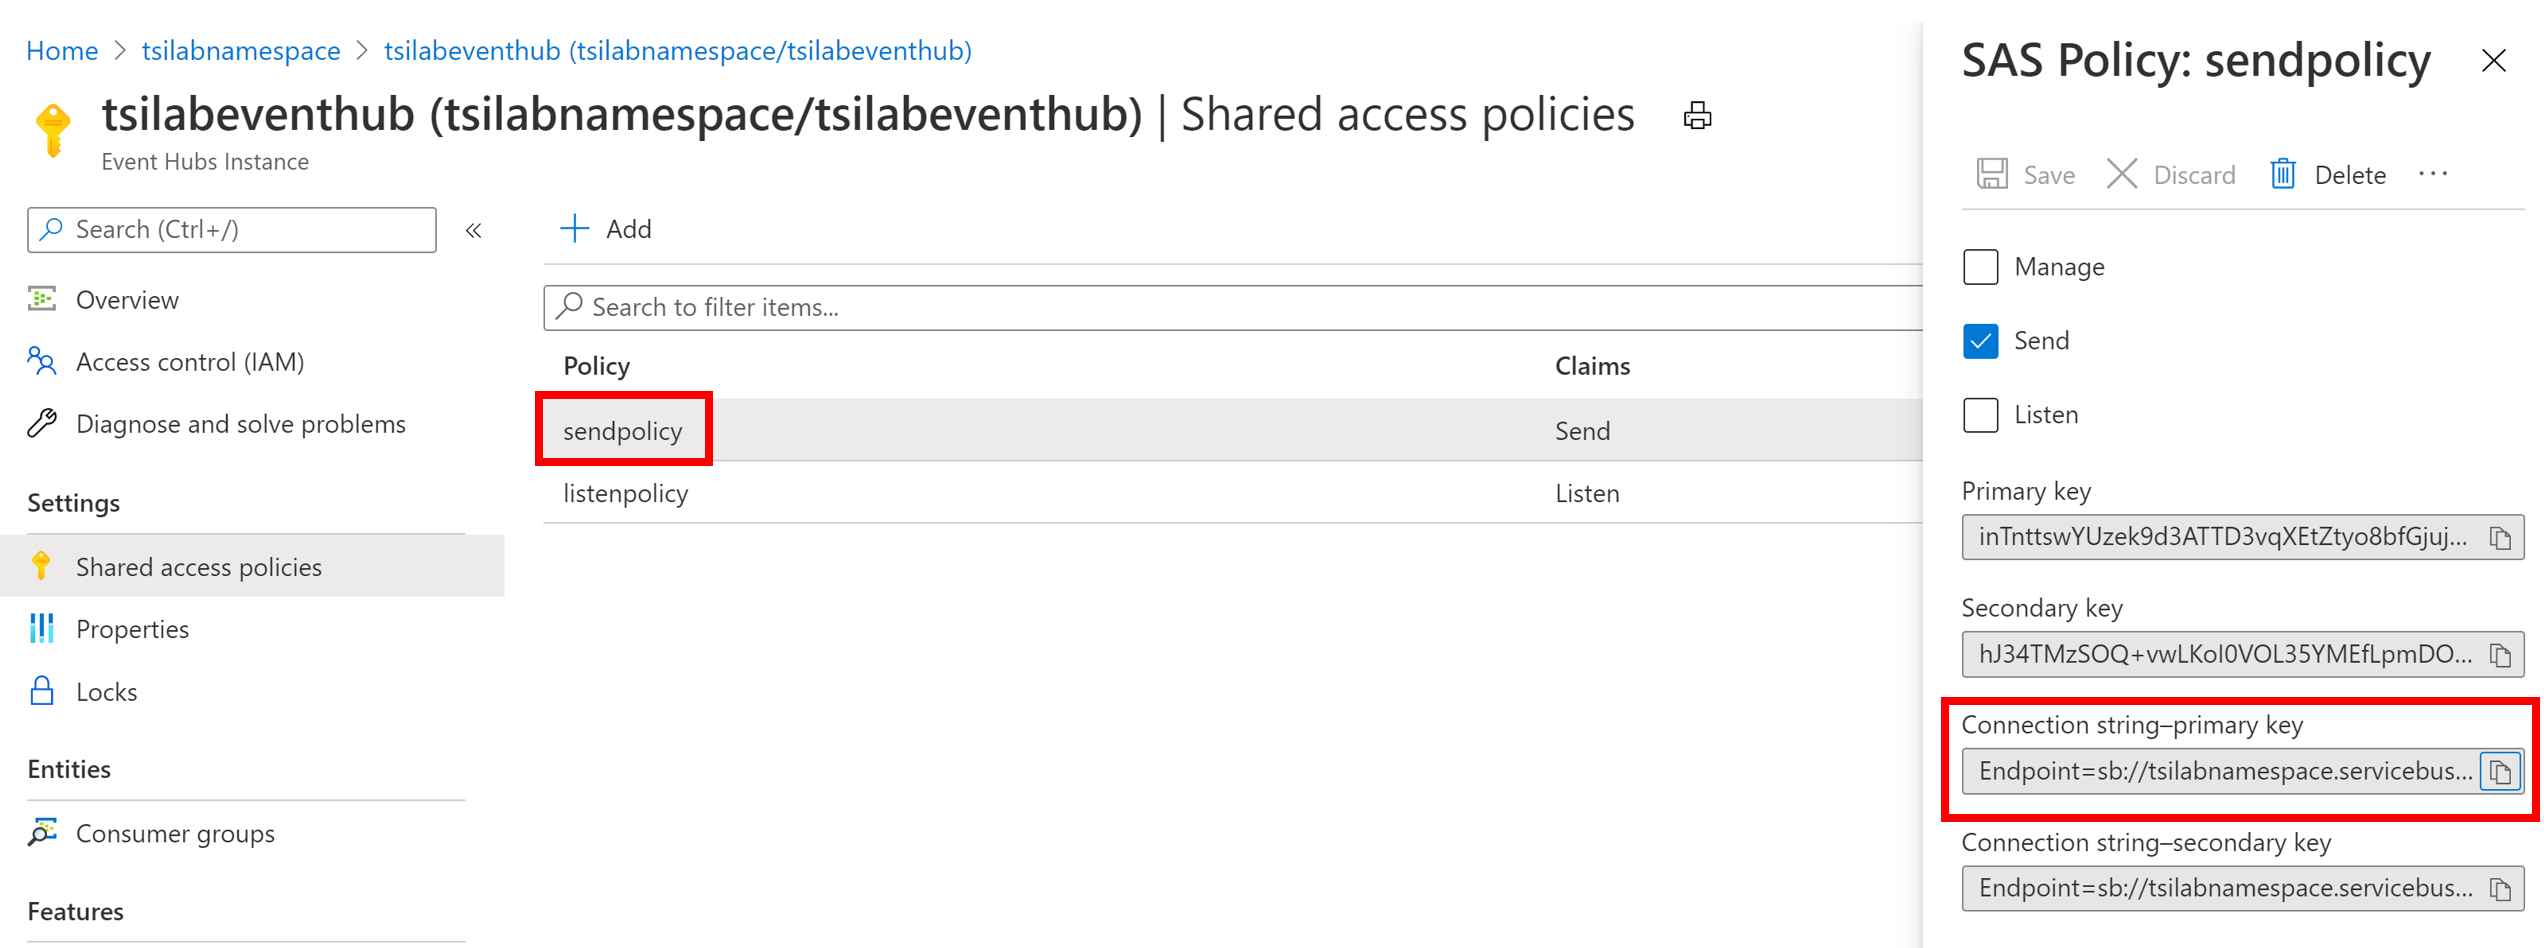 Home > tsilabnamespace > tsilabeventhub (tsilabnamespace/tsilabeventhub)
tsilabeventhub (tsilabnamespace/tsilabeventhub) | Shared access policies
Event Hubs Instance
Search (Ctrl+/)
«
Overview
Access control (IAM)
Diagnose and solve problems
Settings
Shared access policies
Properties
Locks
Entities
Consumer groups
Features
Add
Search to filter items...
Policy Claims
sendpolicy Send
listenpolicy Listen
SAS Policy: sendpolicy
Save Discard Delete ...
Manage
Send
Listen
Primary key
inTnttswYUzek9d3ATTD3vqXEtZtyo8bfGjuj...
Secondary key
hJ34TMzSOQ+vwLKoI0VOL35YMEfLpmDO...
Connection string–primary key
Endpoint=sb://tsilabnamespace.servicebus...
Connection string–secondary key
Endpoint=sb://tsilabnamespace.servicebus...